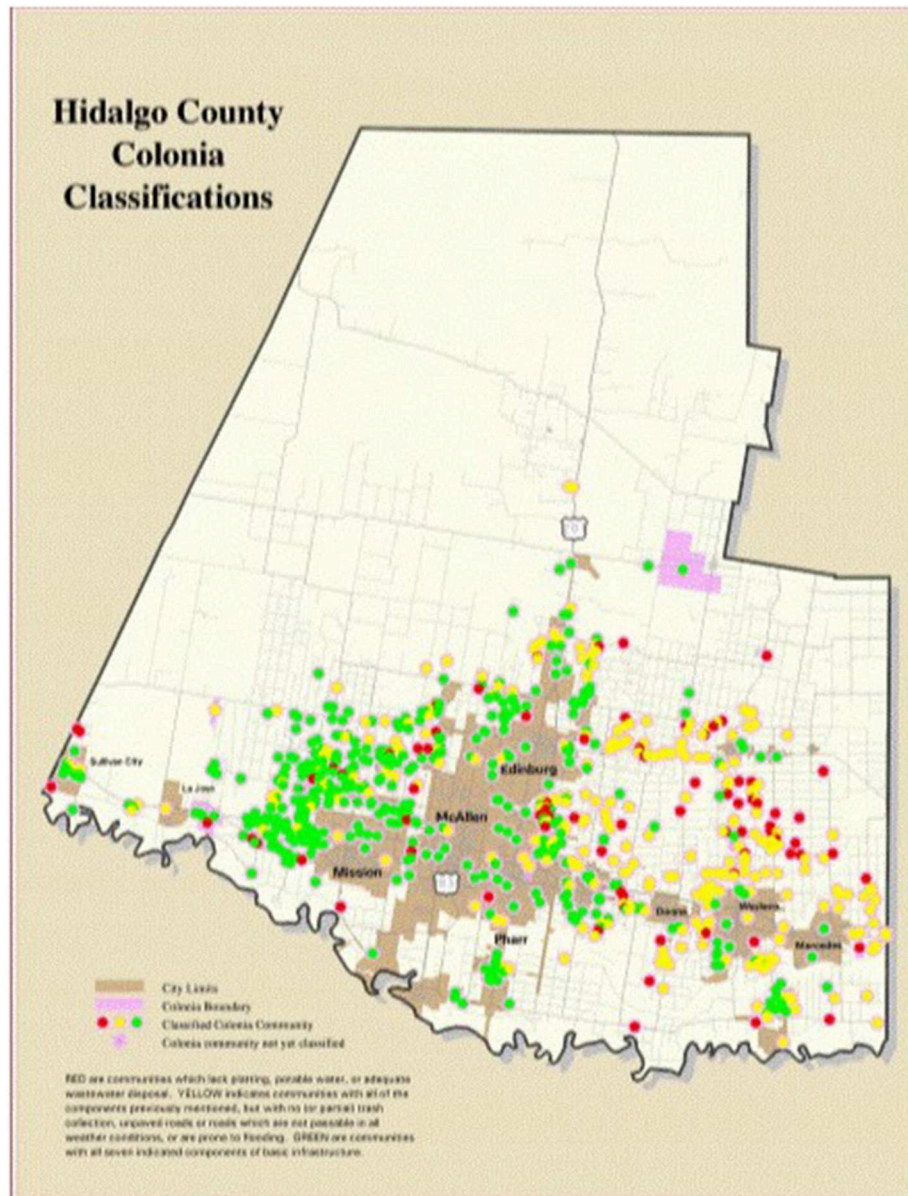 Hidalgo County
Colonia
Classifications
Sullivan City
La Joya
Edinburg
McAllen
Mission
Donna
Weslaco
Mercedes
Pharr
City Limits
Colonia Boundary
Classified Colonia Community
Colonia community not yet classified
RED are communities which lack platting, potable water, or adequate
wastewater disposal. YELLOW indicates communities with all of the
components previously mentioned, but with no (or partial) trash
collection, unpaved roads or roads which are not passable in all
weather conditions, or are prone to flooding. GREEN are communities
with all seven indicated components of basic infrastructure.